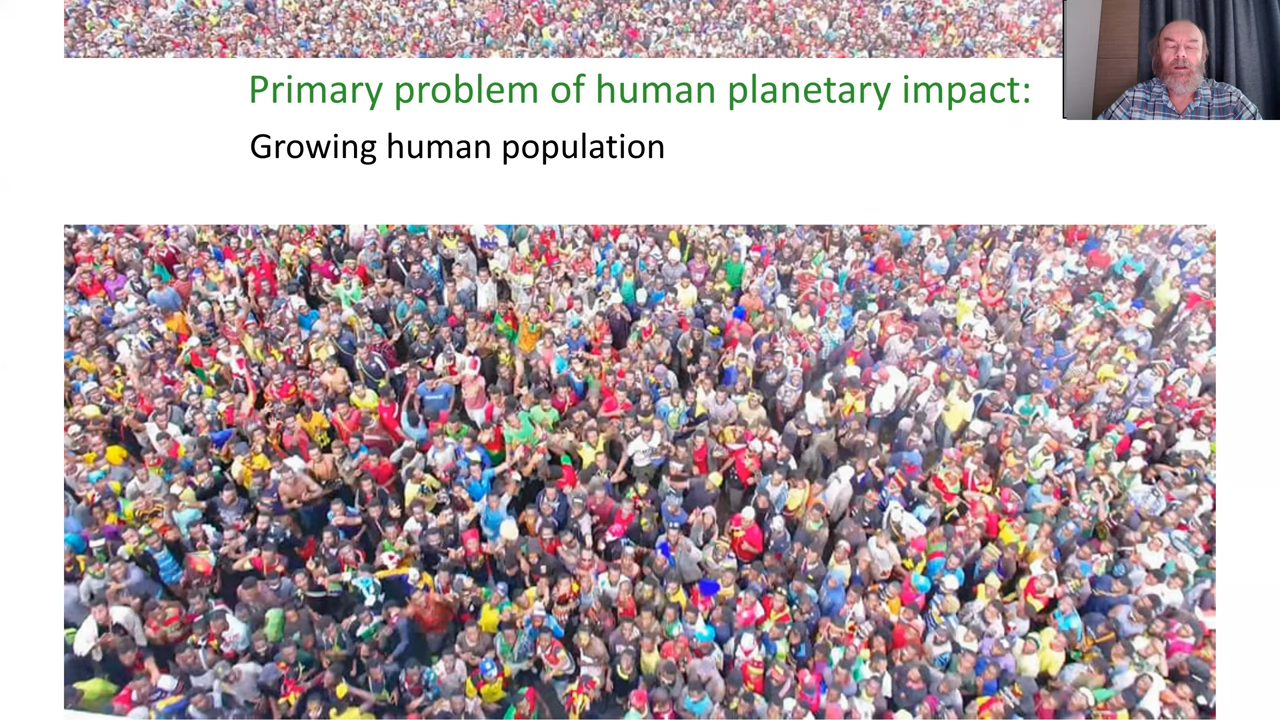 Primary problem of human planetary impact:
Growing human population